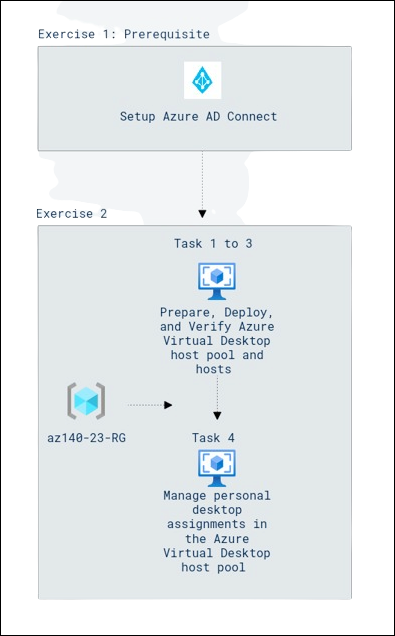 Exercise 1: Prerequisite
Setup Azure AD Connect
Exercise 2
Task 1 to 3
Prepare, Deploy,
and Verify Azure
Virtual Desktop
host pool and
hosts
az140-23-RG
Task 4
Manage personal
desktop
assignments in
the Azure
Virtual Desktop
host pool